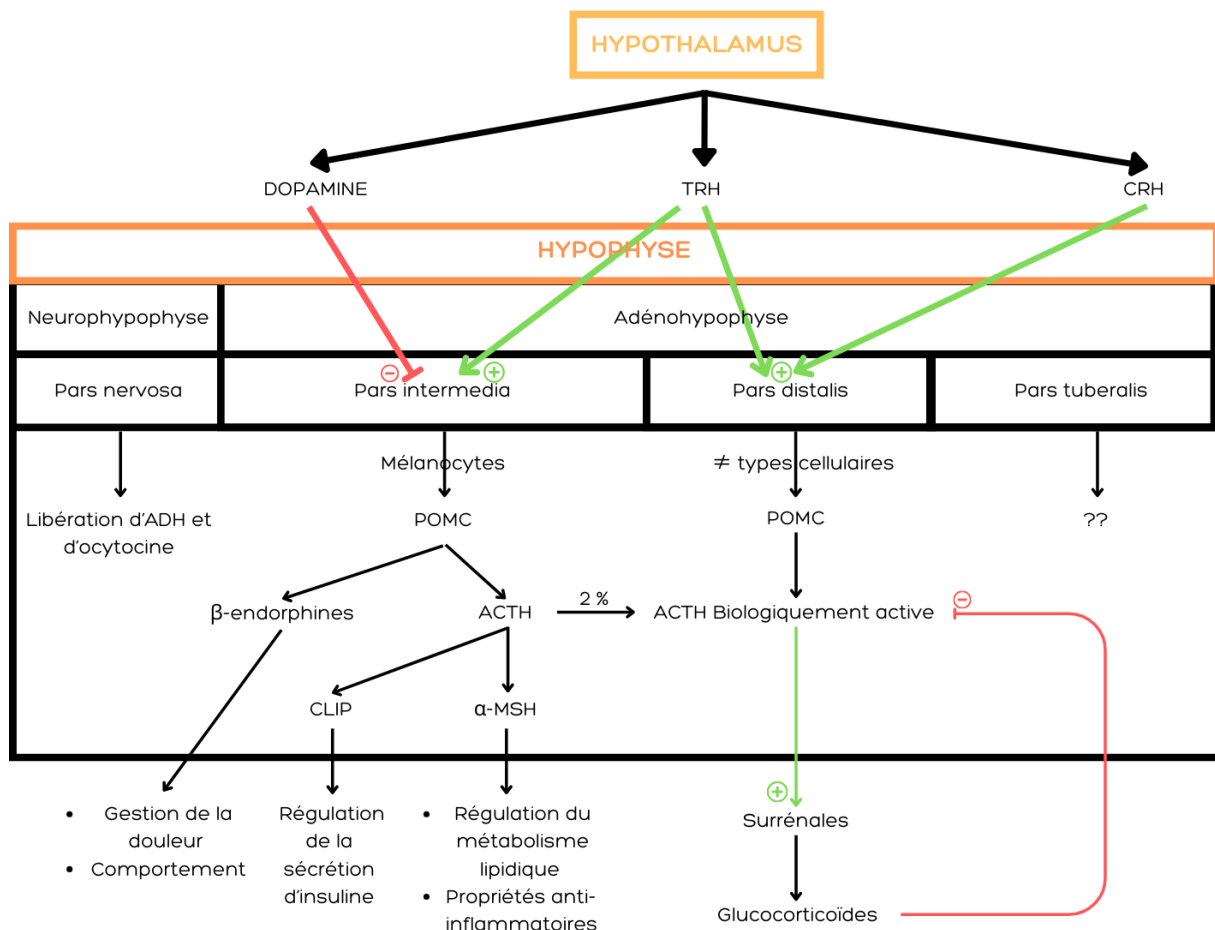 HYPOTHALAMUS
DOPAMINE
TRH
CRH
HYPOPHYSE
Neurophypophyse
Adénohypophyse
Pars nervosa
Pars intermedia
Pars distalis
Pars tuberalis
Mélanocytes
≠ types cellulaires
Libération d'ADH et
d'ocytocine
POMC
POMC
??
β-endorphines
ACTH
2 %
ACTH Biologiquement active
CLIP
α-MSH
• Gestion de la
douleur
• Comportement
Régulation
de la
sécrétion
d'insuline
• Régulation du
métabolisme
lipidique
• Propriétés anti-
inflammatoires
Surrénales
Glucocorticoïdes